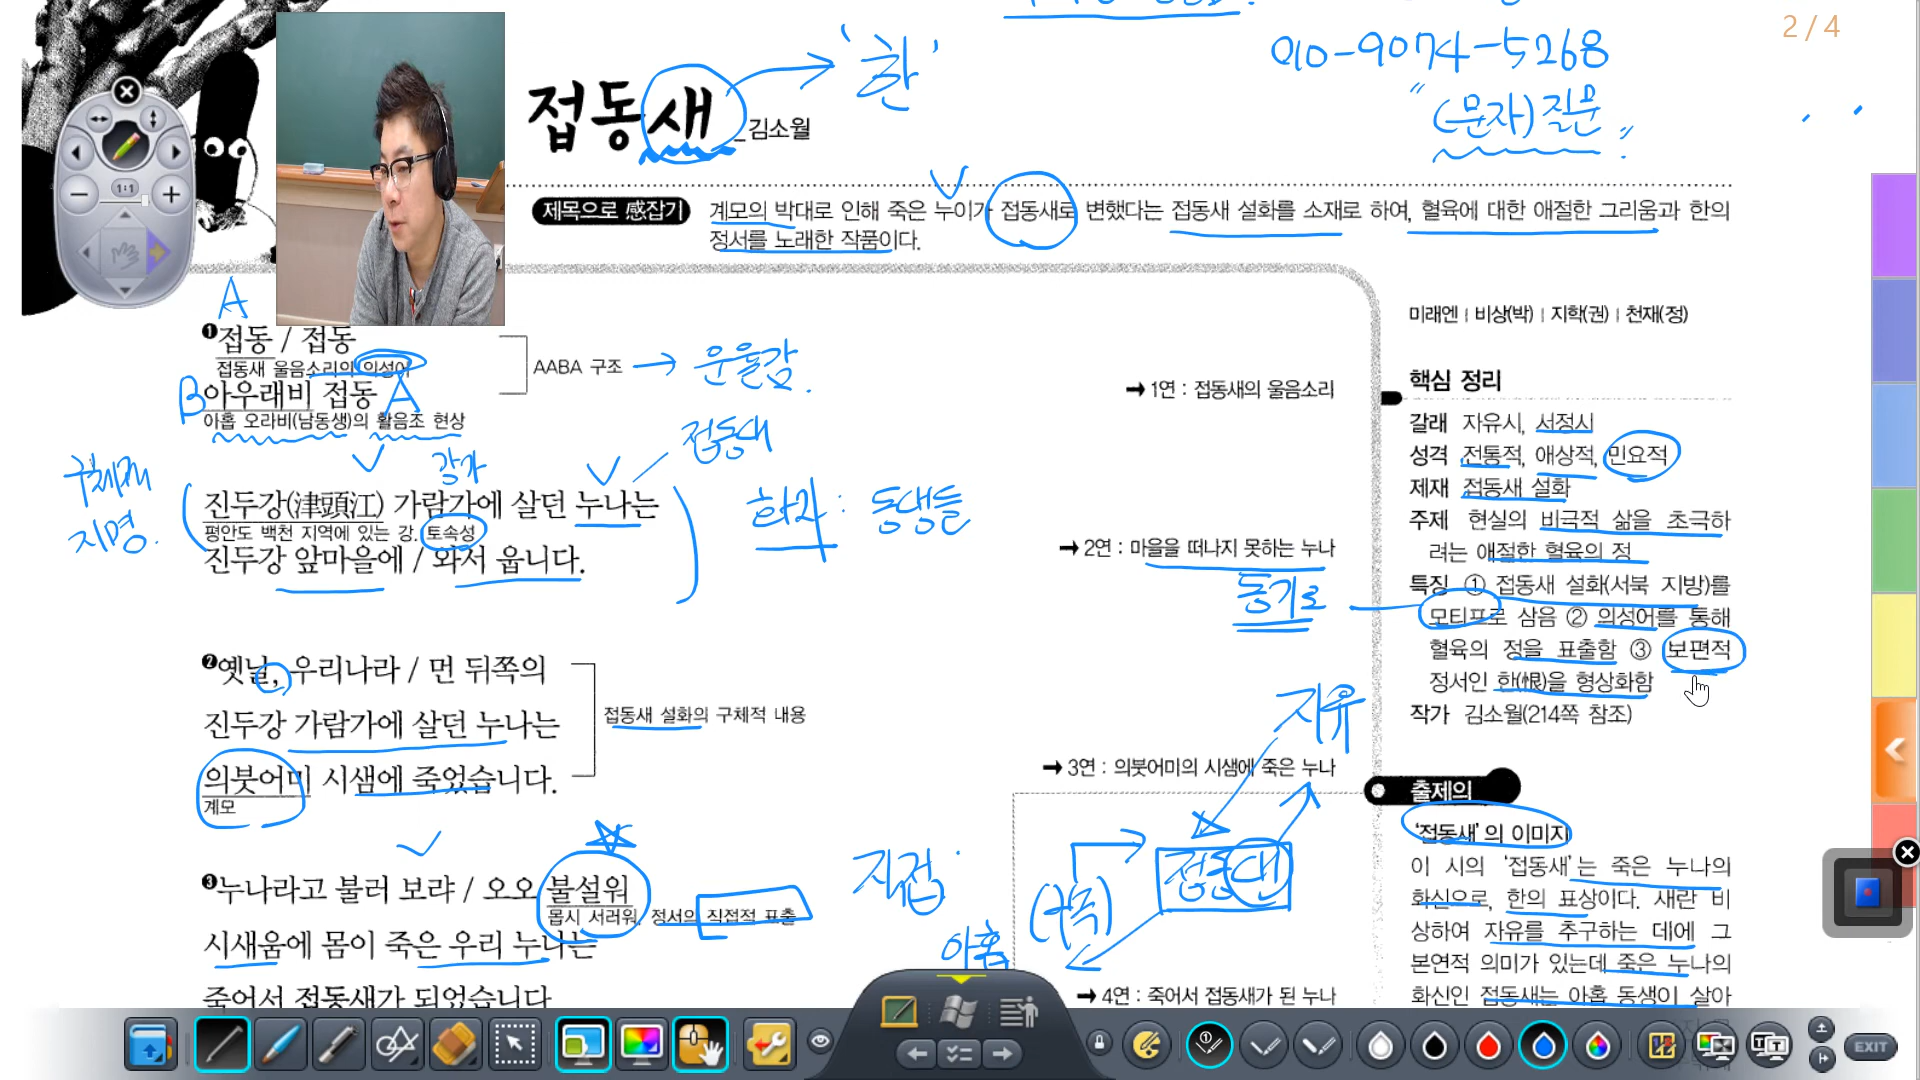 2 / 4
010-9074-5268
"(문자)질문"
접동새 _김소월
'한'
제목으로 感잡기 계모의 박대로 인해 죽은 누이가 접동새로 변했다는 접동새 설화를 소재로 하여, 혈육에 대한 애절한 그리움과 한의
정서를 노래한 작품이다.
A
❶접동 / 접동
접동새 울음소리의 의성어
B 아우래비 접동 A
아홉 오라비(남동생)의 활음조 현상
AABA 구조 → 운율감.
➞ 1연 : 접동새의 울음소리
구체적
지명.
강가
접동새
진두강(津頭江) 가람가에 살던 누나는
평안도 백천 지역에 있는 강. 토속성
진두강 앞마을에 / 와서 웁니다.
화자 : 동생들
➞ 2연 : 마을을 떠나지 못하는 누나
동기로
❷옛날, 우리나라 / 먼 뒤쪽의
진두강 가람가에 살던 누나는
의붓어미 시샘에 죽었습니다.
계모
접동새 설화의 구체적 내용
➞ 3연 : 의붓어미의 시샘에 죽은 누나
자유
❸누나라고 불러 보랴 / 오오 불설워
몹시 서러워, 정서의 직접적 표출
직접
시새움에 몸이 죽은 우리 누나는
죽어서 접동새가 되었습니다
아홉
➞ 4연 : 죽어서 접동새가 된 누나
미래엔 | 비상(박) | 지학(권) | 천재(정)
핵심 정리
갈래 자유시, 서정시
성격 전통적, 애상적, 민요적
제재 접동새 설화
주제 현실의 비극적 삶을 초극하
려는 애절한 혈육의 정
특징 ① 접동새 설화(서북 지방)를
모티프로 삼음 ② 의성어를 통해
혈육의 정을 표출함 ③ 보편적
정서인 한(恨)을 형상화함
작가 김소월(214쪽 참조)
출제의
'접동새'의 이미지
이 시의 '접동새'는 죽은 누나의
화신으로, 한의 표상이다. 새란 비
상하여 자유를 추구하는 데에 그
본연적 의미가 있는데 죽은 누나의
화신인 접동새는 아홉 동생이 살아
1:1
EXIT